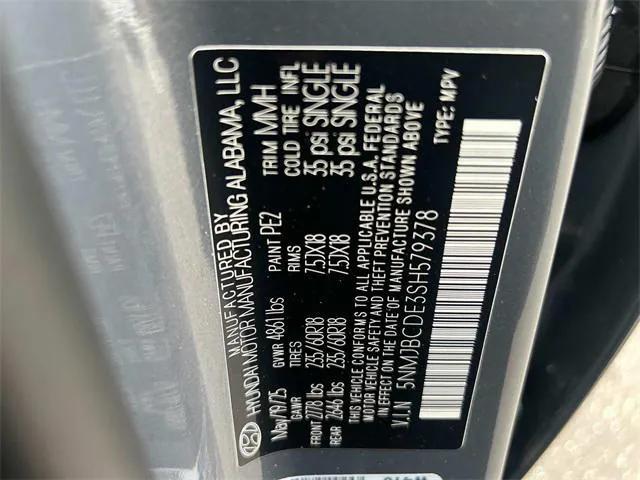 MANUFACTURED BY
HYUNDAI MOTOR MANUFACTURING ALABAMA, LLC
May/19/25 GVWR 4861 lbs PAINT PE2 TRIM MMH
GAWR TIRES RIMS COLD TIRE INFL
FRONT 2778 lbs 235/60R18 7.5JX18 35 psi SINGLE
REAR 2646 lbs 235/60R18 7.5JX18 35 psi SINGLE
THIS VEHICLE CONFORMS TO ALL APPLICABLE U.S.A. FEDERAL
MOTOR VEHICLE SAFETY, BUMPER, AND THEFT PREVENTION
STANDARDS IN EFFECT ON THE DATE OF MANUFACTURE SHOWN ABOVE
V.I.N 5NMJBCDE3SH579378 TYPE: MPV